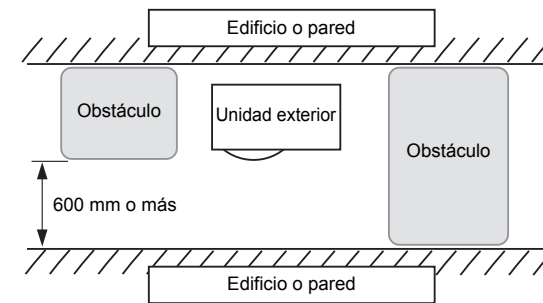 Edificio o pared
Obstáculo
Unidad exterior
Obstáculo
600 mm o más
Edificio o pared